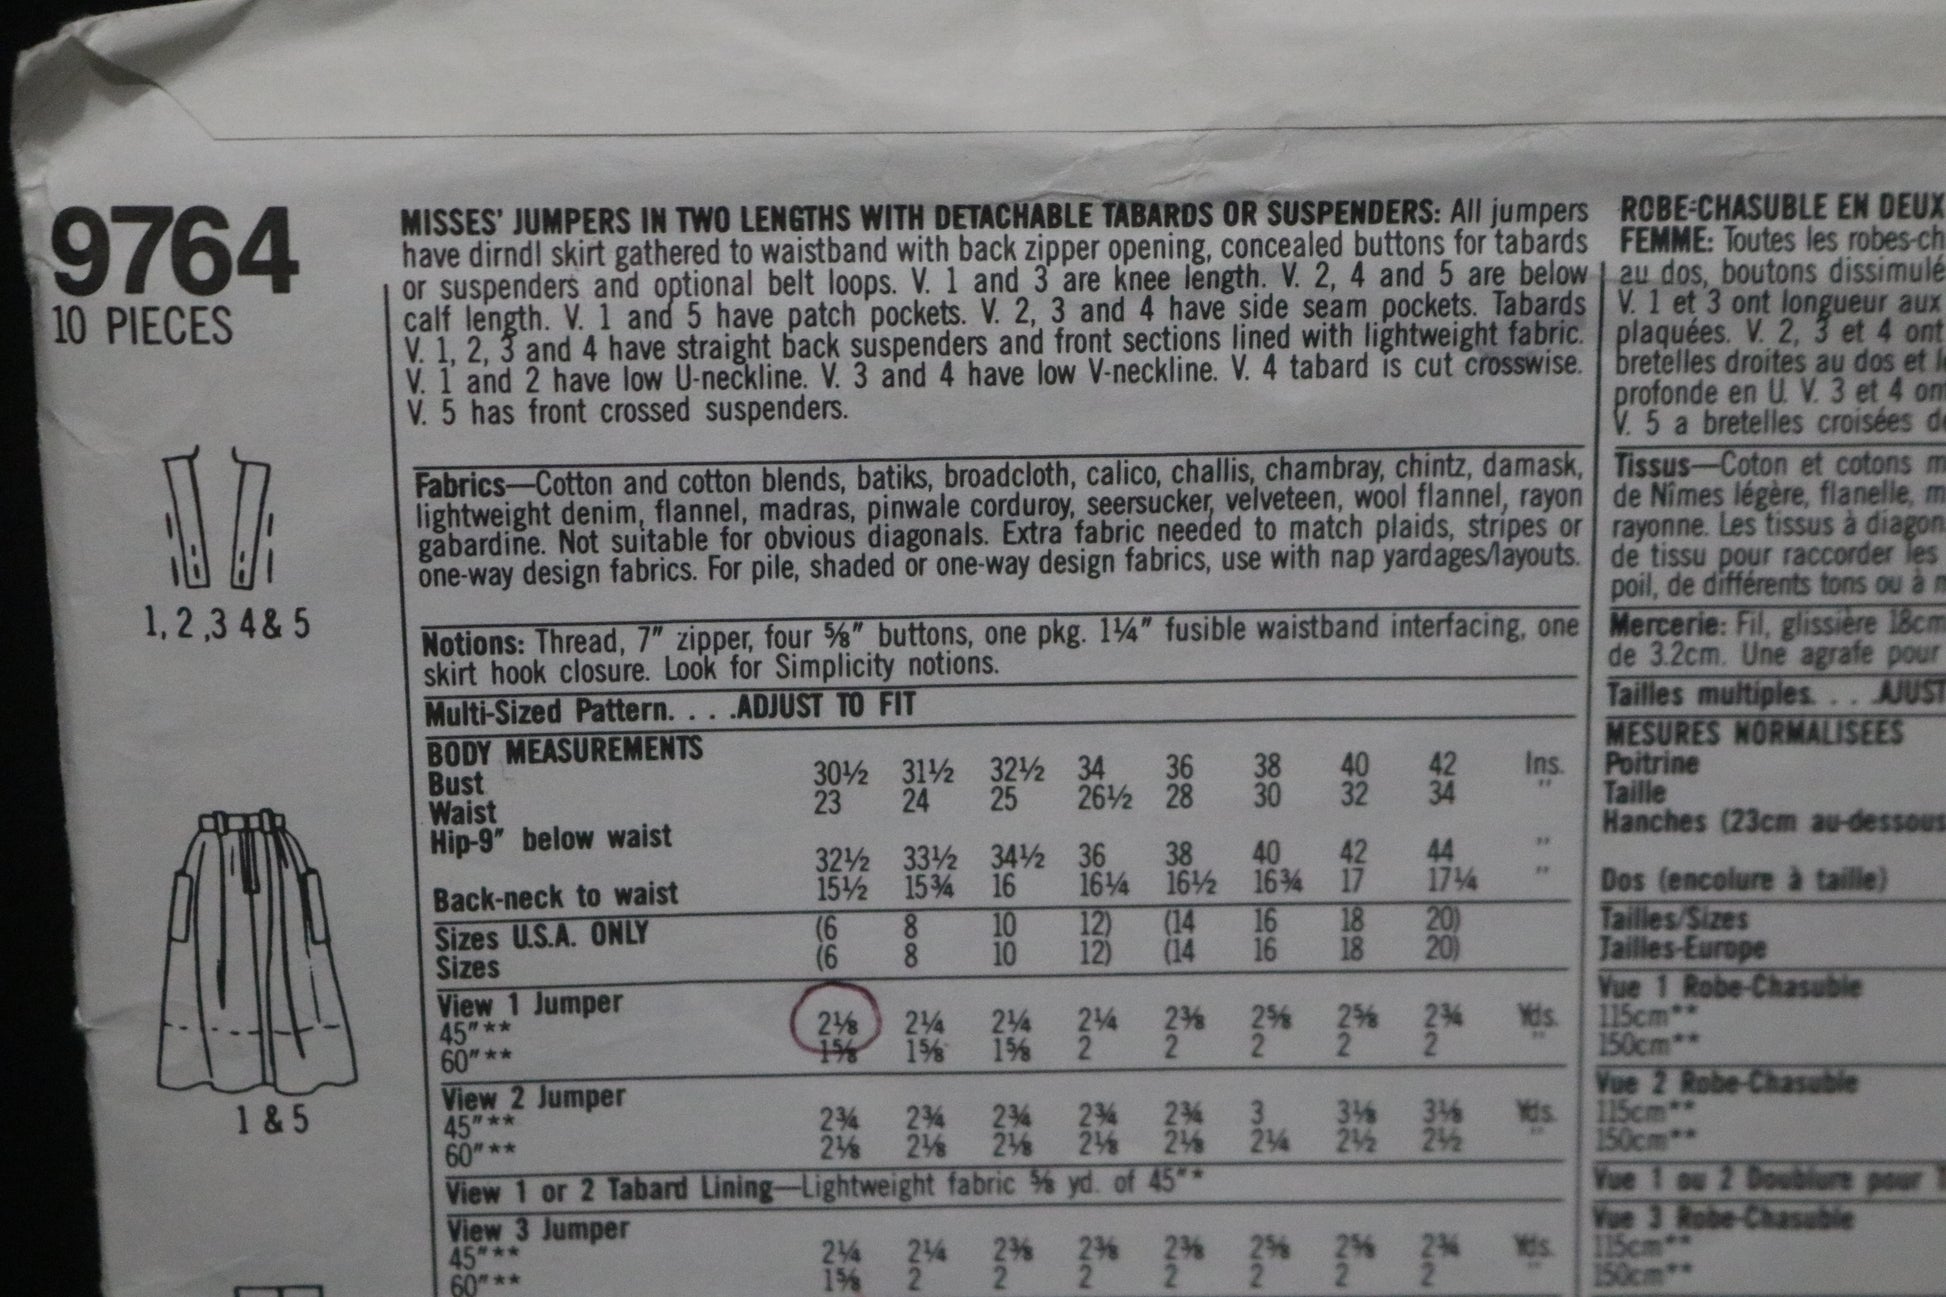 9764
10 PIECES
1, 2 ,3 4 & 5
1 & 5
MISSES' JUMPERS IN TWO LENGTHS WITH DETACHABLE TABARDS OR SUSPENDERS: All jumpers
have dirndl skirt gathered to waistband with back zipper opening, concealed buttons for tabards
or suspenders and optional belt loops. V. 1 and 3 are knee length. V. 2, 4 and 5 are below
calf length. V. 1 and 5 have patch pockets. V. 2, 3 and 4 have side seam pockets. Tabards
V. 1, 2, 3 and 4 have straight back suspenders and front sections lined with lightweight fabric.
V. 1 and 2 have low U-neckline. V. 3 and 4 have low V-neckline. V. 4 tabard is cut crosswise.
V. 5 has front crossed suspenders.
Fabrics—Cotton and cotton blends, batiks, broadcloth, calico, challis, chambray, chintz, damask,
lightweight denim, flannel, madras, pinwale corduroy, seersucker, velveteen, wool flannel, rayon
gabardine. Not suitable for obvious diagonals. Extra fabric needed to match plaids, stripes or
one-way design fabrics. For pile, shaded or one-way design fabrics, use with nap yardages/layouts.
Notions: Thread, 7″ zipper, four ⅝″ buttons, one pkg. 1¼″ fusible waistband interfacing, one
skirt hook closure. Look for Simplicity notions.
Multi-Sized Pattern. . . .ADJUST TO FIT
BODY MEASUREMENTS
Bust 30½ 31½ 32½ 34 36 38 40 42 Ins.
Waist 23 24 25 26½ 28 30 32 34 ″
Hip-9″ below waist
32½ 33½ 34½ 36 38 40 42 44 ″
Back-neck to waist 15½ 15¾ 16 16¼ 16½ 16¾ 17 17¼ ″
Sizes U.S.A. ONLY (6 8 10 12) (14 16 18 20)
Sizes (6 8 10 12) (14 16 18 20)
View 1 Jumper
45″** 2⅛ 2¼ 2¼ 2¼ 2⅜ 2⅝ 2⅝ 2¾ Yds.
60″** 1⅝ 1⅝ 1⅝ 2 2 2 2 2 ″
View 2 Jumper
45″** 2¾ 2¾ 2¾ 2¾ 2¾ 3 3⅛ 3⅛ Yds.
60″** 2⅛ 2⅛ 2⅛ 2⅛ 2⅛ 2¼ 2½ 2½ ″
View 1 or 2 Tabard Lining—Lightweight fabric ⅝ yd. of 45″*
View 3 Jumper
45″** 2¼ 2¼ 2⅜ 2⅜ 2⅜ 2⅝ 2⅝ 2¾ Yds.
60″** 1⅝ 2 2 2 2 2 2 2 ″
ROBE-CHASUBLE EN DEUX
FEMME: Toutes les robes-ch
au dos, boutons dissimulé
V. 1 et 3 ont longueur aux
plaquées. V. 2, 3 et 4 ont
bretelles droites au dos et
profonde en U. V. 3 et 4 on
V. 5 a bretelles croisées
Tissus—Coton et cotons m
de Nîmes légère, flanelle, m
rayonne. Les tissus à diagon
de tissu pour raccorder les
poil, de différents tons ou à
Mercerie: Fil, glissière 18cm
de 3.2cm. Une agrafe pour
Tailles multiples. . . .AJUST
MESURES NORMALISEES
Poitrine
Taille
Hanches (23cm au-dessous
Dos (encolure à taille)
Tailles/Sizes
Tailles-Europe
Vue 1 Robe-Chasuble
115cm**
150cm**
Vue 2 Robe-Chasuble
115cm**
150cm**
Vue 1 ou 2 Doublure pour
Vue 3 Robe-Chasuble
115cm**
150cm**